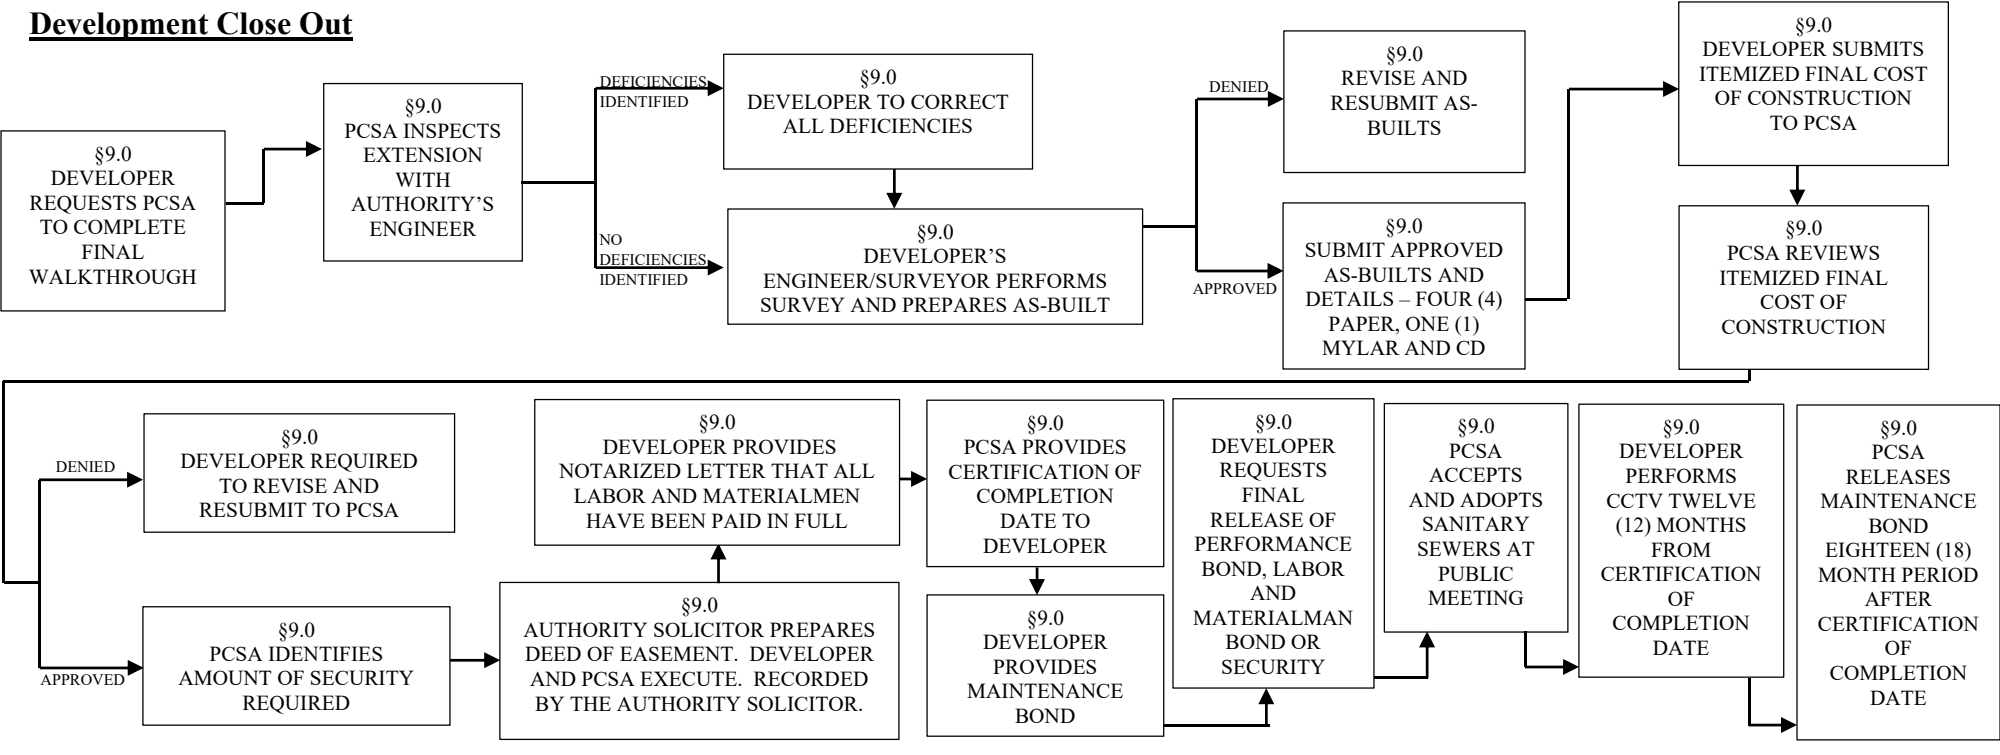 Development Close Out
§9.0
DEVELOPER
REQUESTS PCSA
TO COMPLETE
FINAL
WALKTHROUGH
§9.0
PCSA INSPECTS
EXTENSION
WITH
AUTHORITY’S
ENGINEER
DEFICIENCIES
IDENTIFIED
NO
DEFICIENCIES
IDENTIFIED
§9.0
DEVELOPER TO CORRECT
ALL DEFICIENCIES
§9.0
DEVELOPER’S
ENGINEER/SURVEYOR PERFORMS
SURVEY AND PREPARES AS-BUILT
DENIED
APPROVED
§9.0
REVISE AND
RESUBMIT AS-
BUILTS
§9.0
SUBMIT APPROVED
AS-BUILTS AND
DETAILS – FOUR (4)
PAPER, ONE (1)
MYLAR AND CD
§9.0
DEVELOPER SUBMITS
ITEMIZED FINAL COST
OF CONSTRUCTION
TO PCSA
§9.0
PCSA REVIEWS
ITEMIZED FINAL
COST OF
CONSTRUCTION
DENIED
APPROVED
§9.0
DEVELOPER REQUIRED
TO REVISE AND
RESUBMIT TO PCSA
§9.0
PCSA IDENTIFIES
AMOUNT OF SECURITY
REQUIRED
§9.0
AUTHORITY SOLICITOR PREPARES
DEED OF EASEMENT.  DEVELOPER
AND PCSA EXECUTE.  RECORDED
BY THE AUTHORITY SOLICITOR.
§9.0
DEVELOPER PROVIDES
NOTARIZED LETTER THAT ALL
LABOR AND MATERIALMEN
HAVE BEEN PAID IN FULL
§9.0
PCSA PROVIDES
CERTIFICATION OF
COMPLETION
DATE TO
DEVELOPER
§9.0
DEVELOPER
PROVIDES
MAINTENANCE
BOND
§9.0
DEVELOPER
REQUESTS
FINAL
RELEASE OF
PERFORMANCE
BOND, LABOR
AND
MATERIALMAN
BOND OR
SECURITY
§9.0
PCSA
ACCEPTS
AND ADOPTS
SANITARY
SEWERS AT
PUBLIC
MEETING
§9.0
DEVELOPER
PERFORMS
CCTV TWELVE
(12) MONTHS
FROM
CERTIFICATION
OF
COMPLETION
DATE
§9.0
PCSA
RELEASES
MAINTENANCE
BOND
EIGHTEEN (18)
MONTH PERIOD
AFTER
CERTIFICATION
OF
COMPLETION
DATE